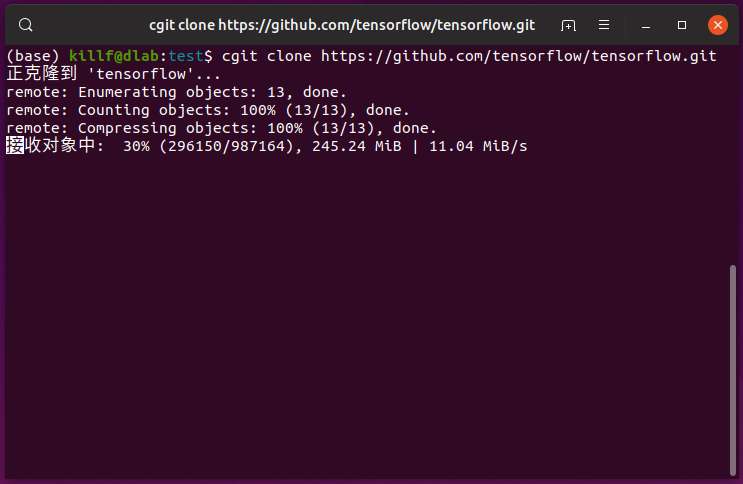 cgit clone https://github.com/tensorflow/tensorflow.git
(base) killf@dlab:test$ cgit clone https://github.com/tensorflow/tensorflow.git
正克隆到 'tensorflow'...
remote: Enumerating objects: 13, done.
remote: Counting objects: 100% (13/13), done.
remote: Compressing objects: 100% (13/13), done.
接收对象中:  30% (296150/987164), 245.24 MiB | 11.04 MiB/s